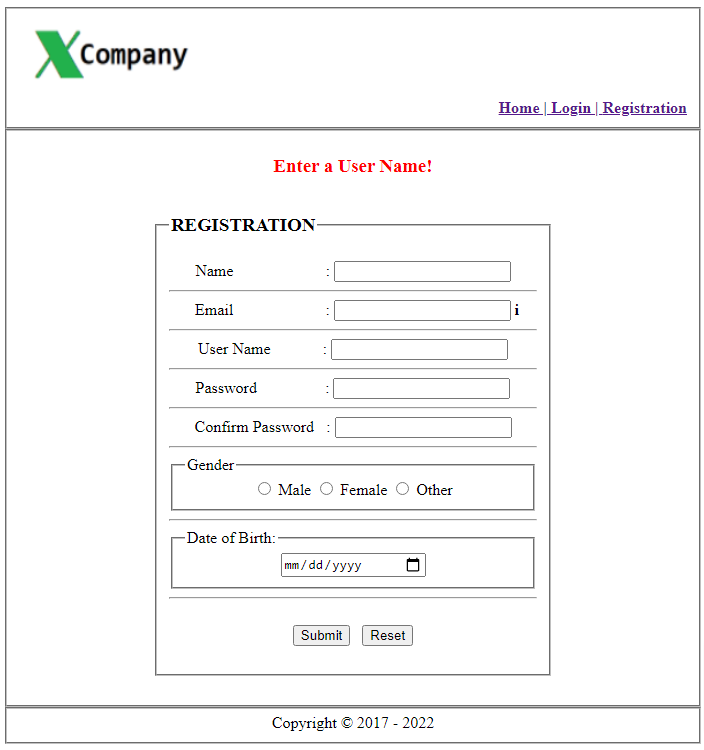 XCompany
Home | Login | Registration
Enter a User Name!
REGISTRATION
Name :
Email : i
User Name :
Password :
Confirm Password :
Gender
Male Female Other
Date of Birth:
mm/dd/yyyy
Submit Reset
Copyright © 2017 - 2022